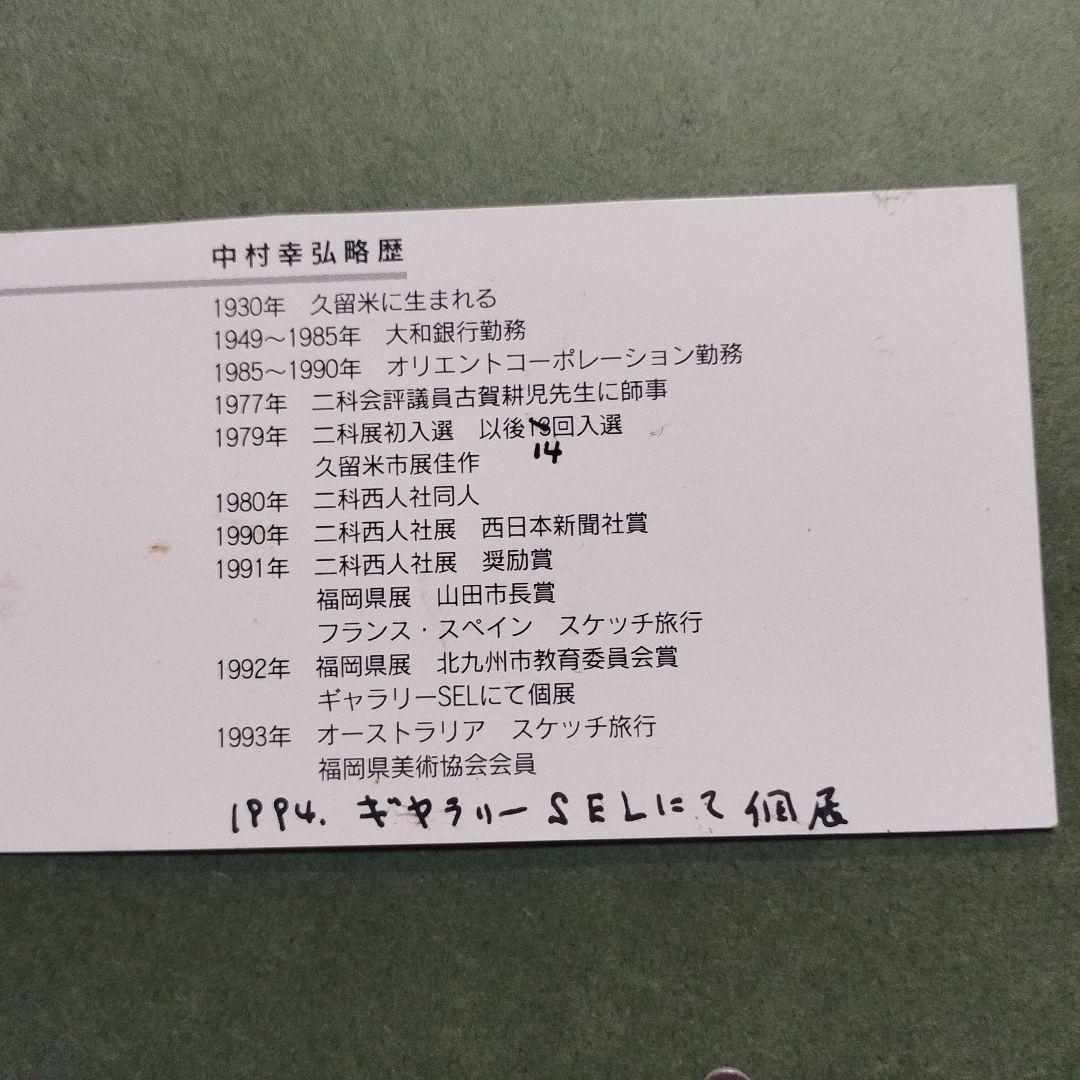 中村幸弘略歴
1930年　久留米に生まれる
1949～1985年　大和銀行勤務
1985～1990年　オリエントコーポレーション勤務
1977年　二科会評議員古賀耕児先生に師事
1979年　二科展初入選　以後13回入選
14
久留米市展佳作
1980年　二科西人社同人
1990年　二科西人社展　西日本新聞社賞
1991年　二科西人社展　奨励賞
福岡県展　山田市長賞
フランス・スペイン　スケッチ旅行
1992年　福岡県展　北九州市教育委員会賞
ギャラリーSELにて個展
1993年　オーストラリア　スケッチ旅行
福岡県美術協会会員
1994. ギャラリーSELにて個展